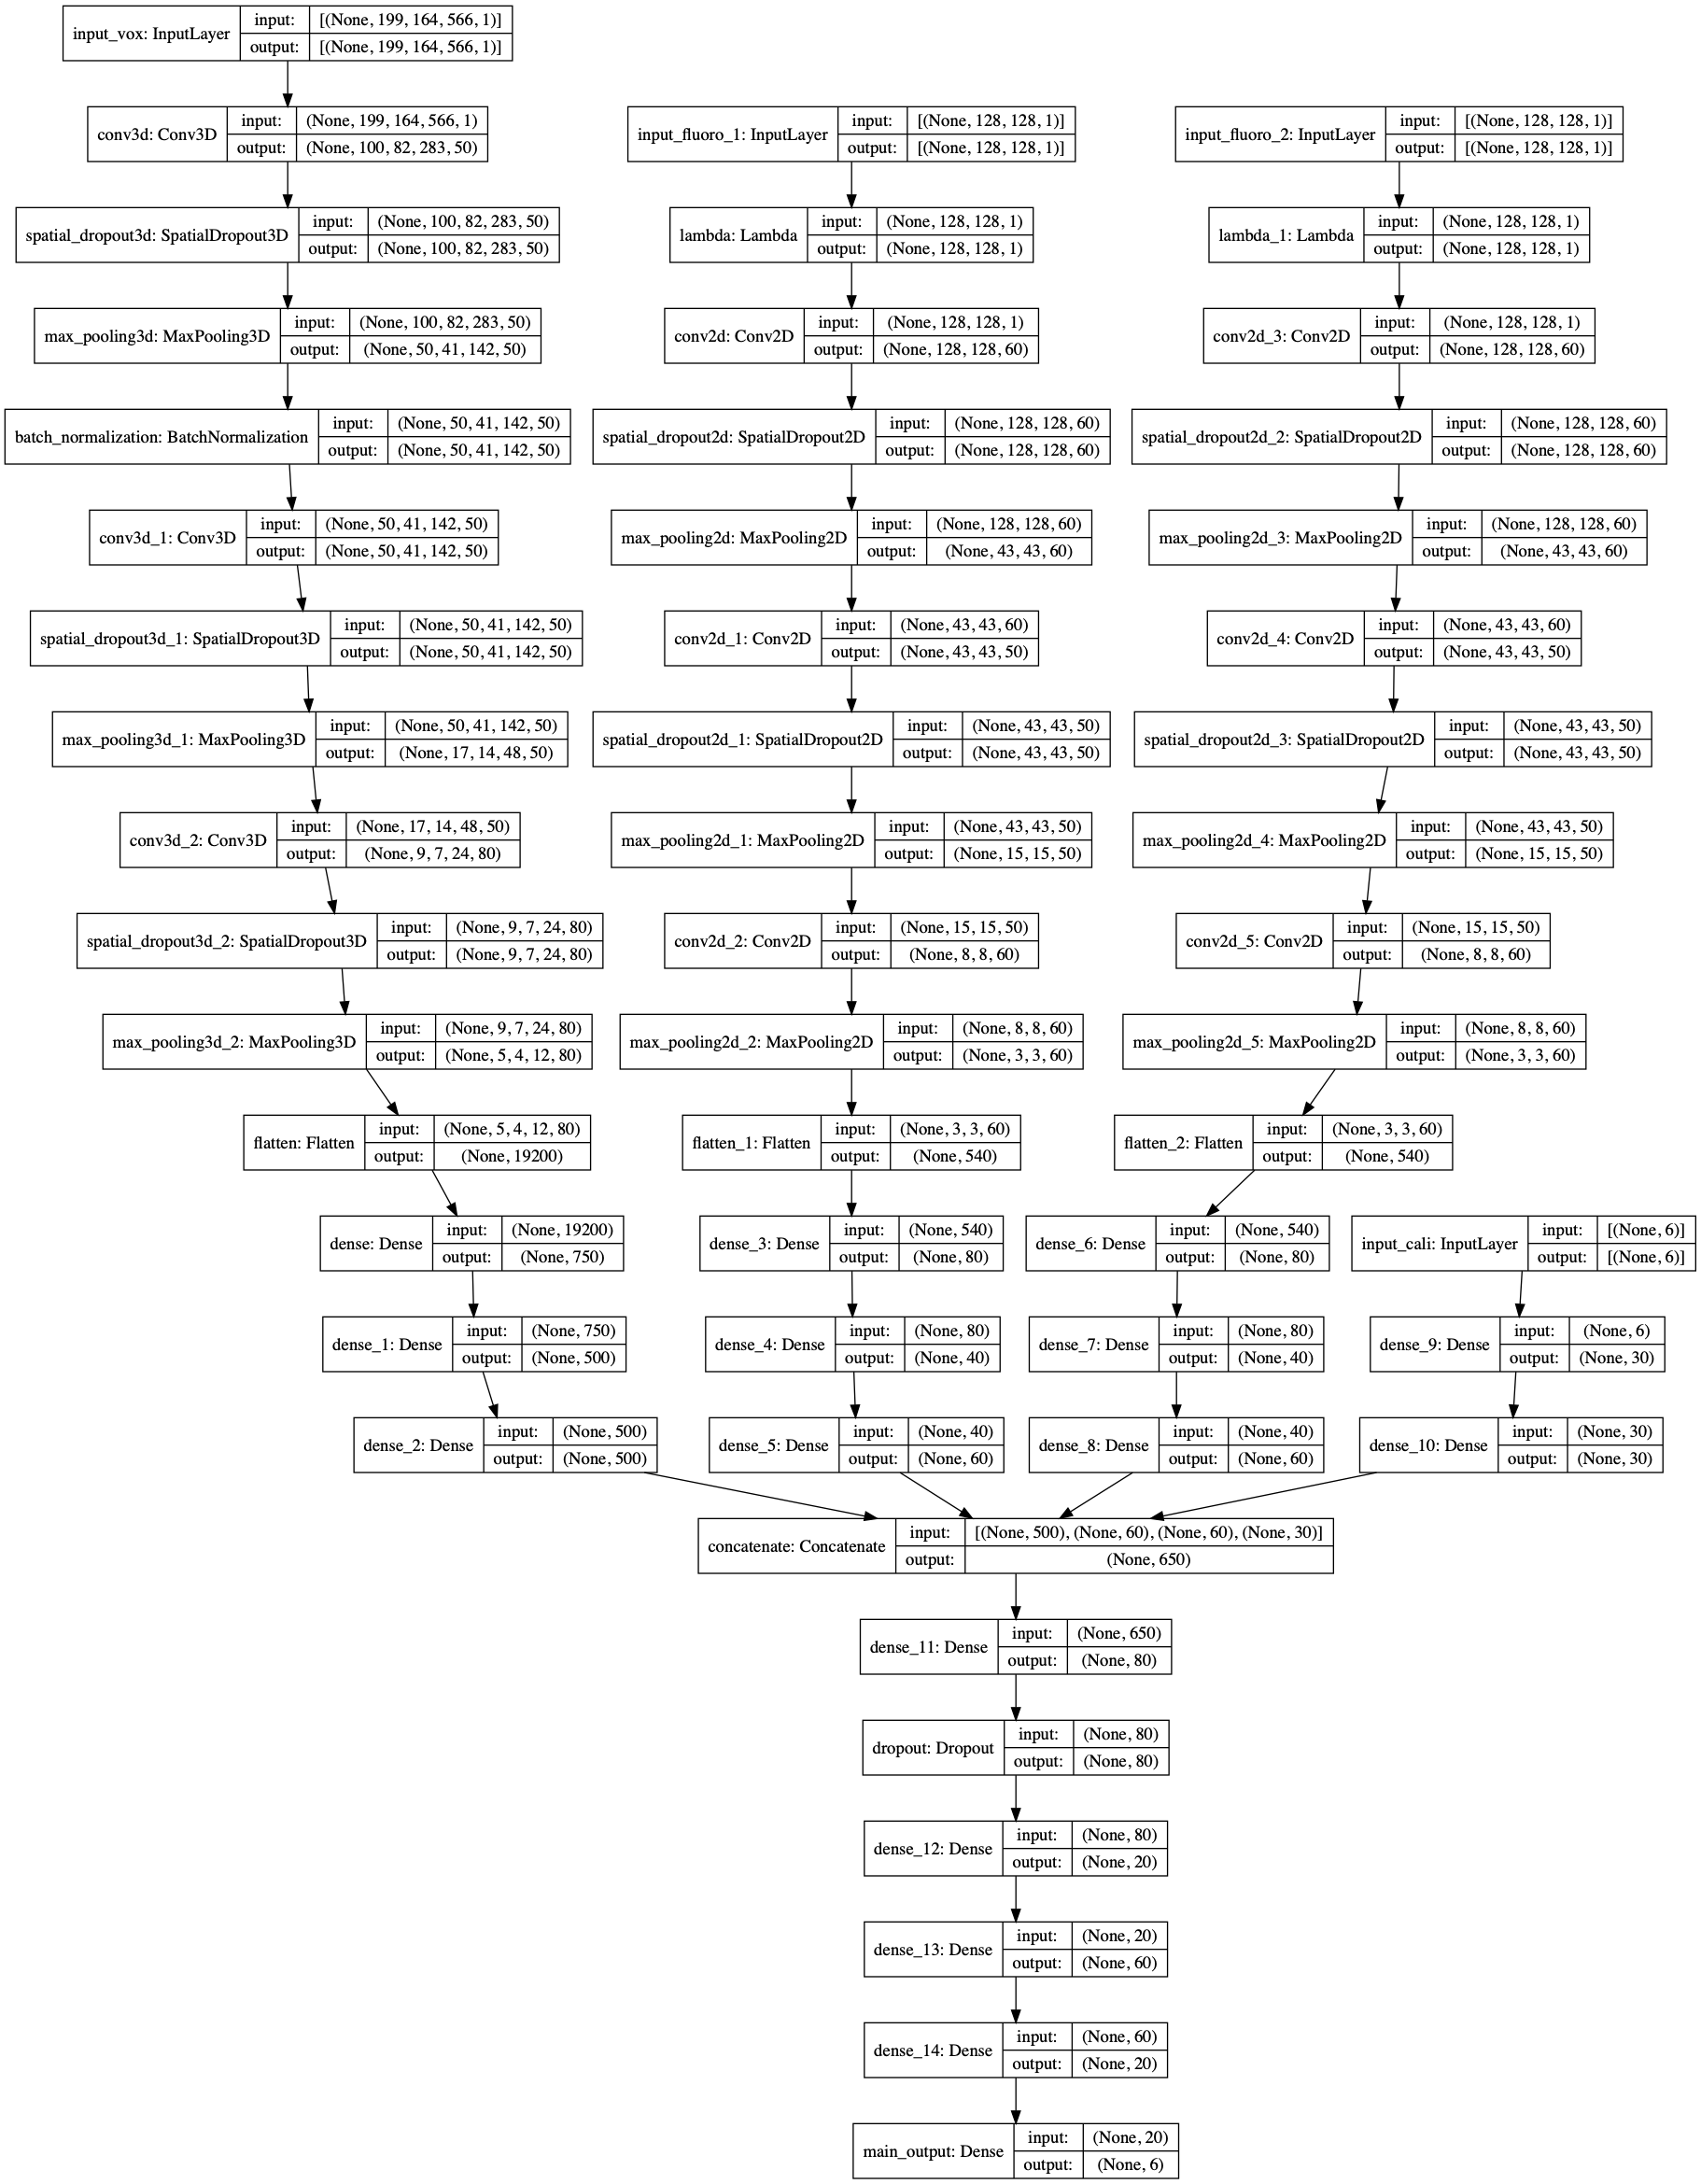 input_vox: InputLayer
input: [(None, 199, 164, 566, 1)]
output: [(None, 199, 164, 566, 1)]
conv3d: Conv3D
input: (None, 199, 164, 566, 1)
output: (None, 100, 82, 283, 50)
spatial_dropout3d: SpatialDropout3D
input: (None, 100, 82, 283, 50)
output: (None, 100, 82, 283, 50)
max_pooling3d: MaxPooling3D
input: (None, 100, 82, 283, 50)
output: (None, 50, 41, 142, 50)
batch_normalization: BatchNormalization
input: (None, 50, 41, 142, 50)
output: (None, 50, 41, 142, 50)
conv3d_1: Conv3D
input: (None, 50, 41, 142, 50)
output: (None, 50, 41, 142, 50)
spatial_dropout3d_1: SpatialDropout3D
input: (None, 50, 41, 142, 50)
output: (None, 50, 41, 142, 50)
max_pooling3d_1: MaxPooling3D
input: (None, 50, 41, 142, 50)
output: (None, 17, 14, 48, 50)
conv3d_2: Conv3D
input: (None, 17, 14, 48, 50)
output: (None, 9, 7, 24, 80)
spatial_dropout3d_2: SpatialDropout3D
input: (None, 9, 7, 24, 80)
output: (None, 9, 7, 24, 80)
max_pooling3d_2: MaxPooling3D
input: (None, 9, 7, 24, 80)
output: (None, 5, 4, 12, 80)
flatten: Flatten
input: (None, 5, 4, 12, 80)
output: (None, 19200)
dense: Dense
input: (None, 19200)
output: (None, 750)
dense_1: Dense
input: (None, 750)
output: (None, 500)
dense_2: Dense
input: (None, 500)
output: (None, 500)
input_fluoro_1: InputLayer
input: [(None, 128, 128, 1)]
output: [(None, 128, 128, 1)]
lambda: Lambda
input: (None, 128, 128, 1)
output: (None, 128, 128, 1)
conv2d: Conv2D
input: (None, 128, 128, 1)
output: (None, 128, 128, 60)
spatial_dropout2d: SpatialDropout2D
input: (None, 128, 128, 60)
output: (None, 128, 128, 60)
max_pooling2d: MaxPooling2D
input: (None, 128, 128, 60)
output: (None, 43, 43, 60)
conv2d_1: Conv2D
input: (None, 43, 43, 60)
output: (None, 43, 43, 50)
spatial_dropout2d_1: SpatialDropout2D
input: (None, 43, 43, 50)
output: (None, 43, 43, 50)
max_pooling2d_1: MaxPooling2D
input: (None, 43, 43, 50)
output: (None, 15, 15, 50)
conv2d_2: Conv2D
input: (None, 15, 15, 50)
output: (None, 8, 8, 60)
max_pooling2d_2: MaxPooling2D
input: (None, 8, 8, 60)
output: (None, 3, 3, 60)
flatten_1: Flatten
input: (None, 3, 3, 60)
output: (None, 540)
dense_3: Dense
input: (None, 540)
output: (None, 80)
dense_4: Dense
input: (None, 80)
output: (None, 40)
dense_5: Dense
input: (None, 40)
output: (None, 60)
input_fluoro_2: InputLayer
input: [(None, 128, 128, 1)]
output: [(None, 128, 128, 1)]
lambda_1: Lambda
input: (None, 128, 128, 1)
output: (None, 128, 128, 1)
conv2d_3: Conv2D
input: (None, 128, 128, 1)
output: (None, 128, 128, 60)
spatial_dropout2d_2: SpatialDropout2D
input: (None, 128, 128, 60)
output: (None, 128, 128, 60)
max_pooling2d_3: MaxPooling2D
input: (None, 128, 128, 60)
output: (None, 43, 43, 60)
conv2d_4: Conv2D
input: (None, 43, 43, 60)
output: (None, 43, 43, 50)
spatial_dropout2d_3: SpatialDropout2D
input: (None, 43, 43, 50)
output: (None, 43, 43, 50)
max_pooling2d_4: MaxPooling2D
input: (None, 43, 43, 50)
output: (None, 15, 15, 50)
conv2d_5: Conv2D
input: (None, 15, 15, 50)
output: (None, 8, 8, 60)
max_pooling2d_5: MaxPooling2D
input: (None, 8, 8, 60)
output: (None, 3, 3, 60)
flatten_2: Flatten
input: (None, 3, 3, 60)
output: (None, 540)
dense_6: Dense
input: (None, 540)
output: (None, 80)
dense_7: Dense
input: (None, 80)
output: (None, 40)
dense_8: Dense
input: (None, 40)
output: (None, 60)
input_cali: InputLayer
input: [(None, 6)]
output: [(None, 6)]
dense_9: Dense
input: (None, 6)
output: (None, 30)
dense_10: Dense
input: (None, 30)
output: (None, 30)
concatenate: Concatenate
input: [(None, 500), (None, 60), (None, 60), (None, 30)]
output: (None, 650)
dense_11: Dense
input: (None, 650)
output: (None, 80)
dropout: Dropout
input: (None, 80)
output: (None, 80)
dense_12: Dense
input: (None, 80)
output: (None, 20)
dense_13: Dense
input: (None, 20)
output: (None, 60)
dense_14: Dense
input: (None, 60)
output: (None, 20)
main_output: Dense
input: (None, 20)
output: (None, 6)